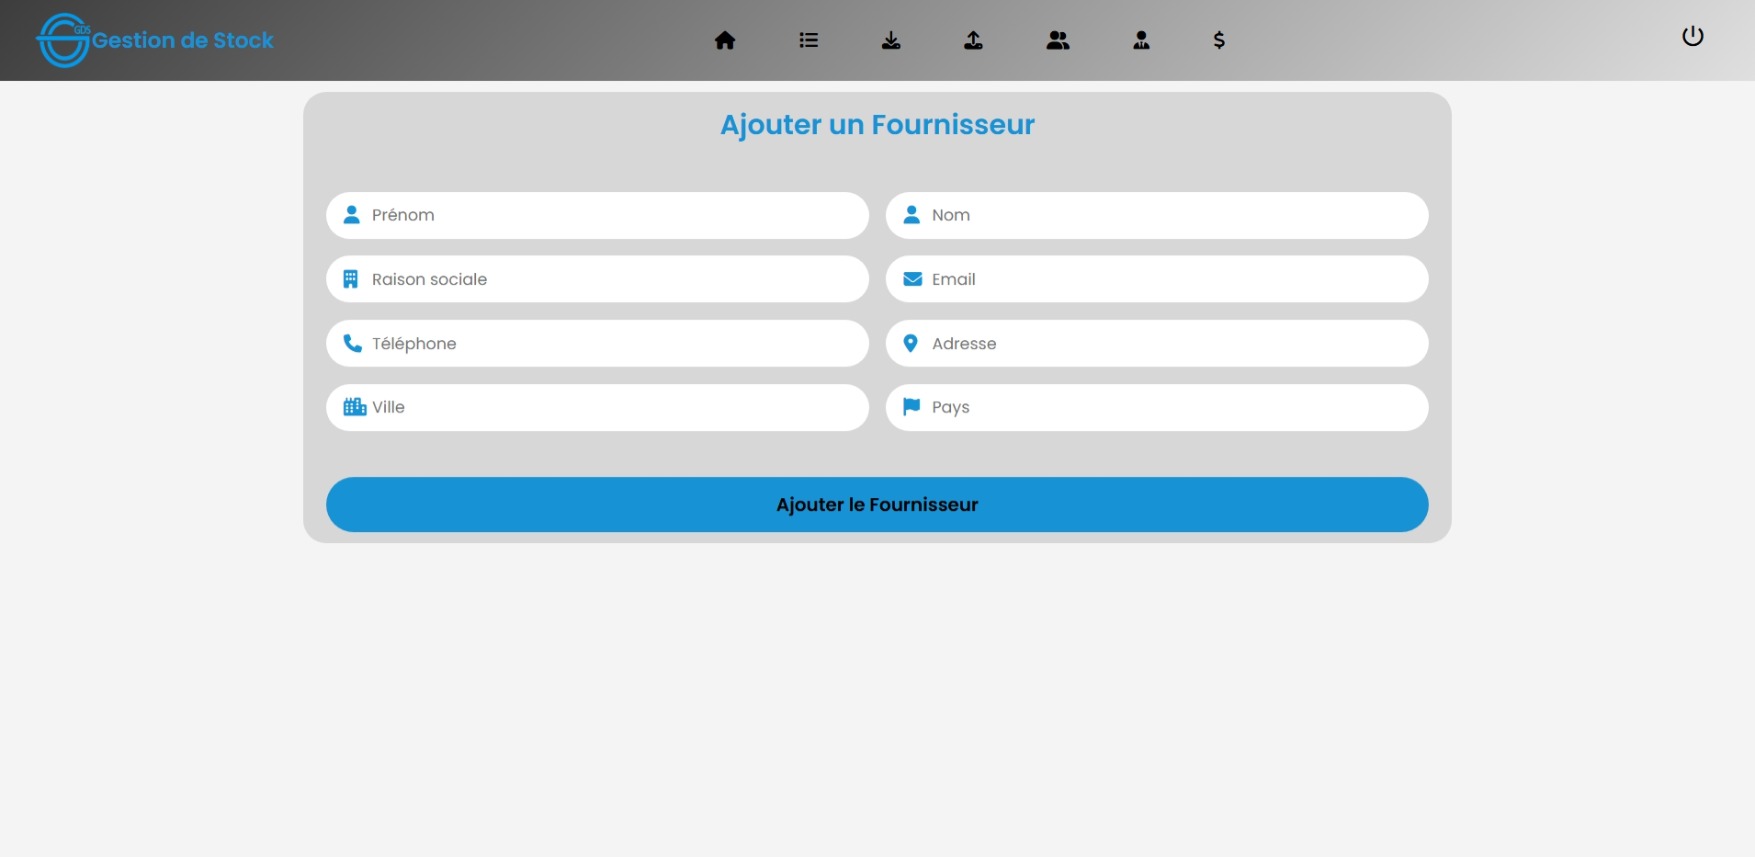 GDS
Gestion de Stock
Ajouter un Fournisseur
Prénom
Nom
Raison sociale
Email
Téléphone
Adresse
Ville
Pays
Ajouter le Fournisseur